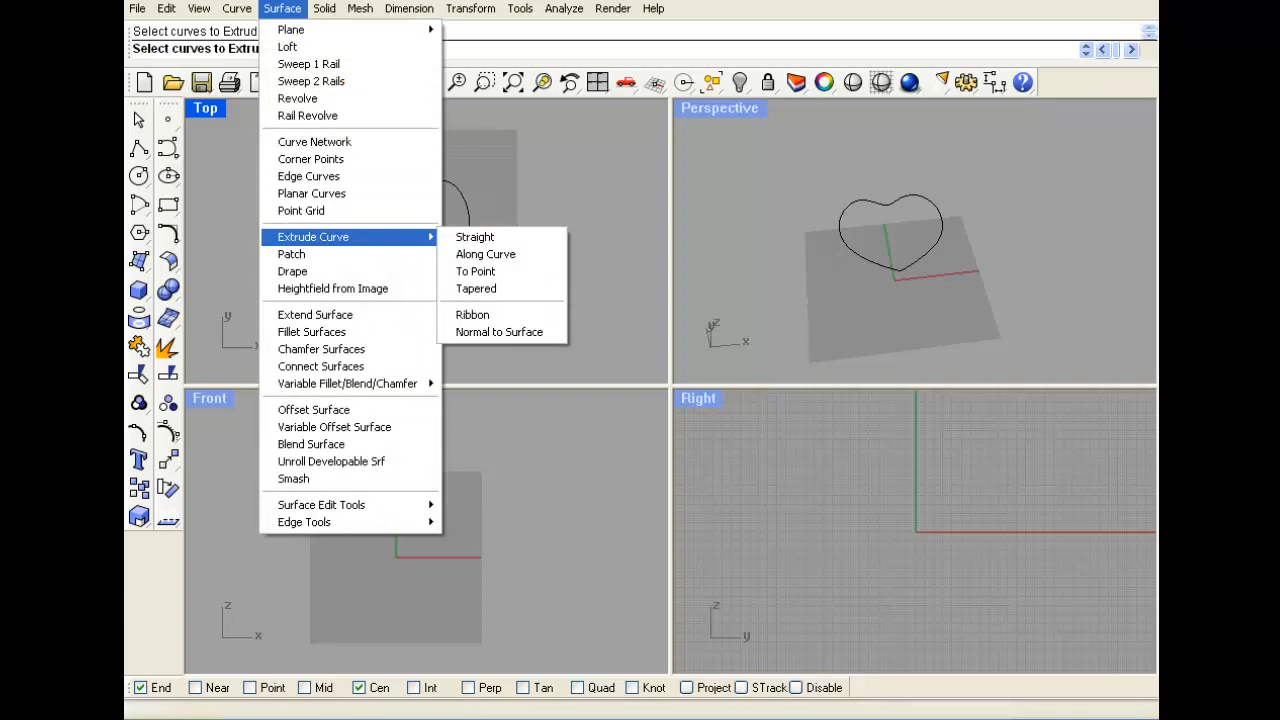 File Edit View Curve Surface Solid Mesh Dimension Transform Tools Analyze Render Help
Select curves to Extrud
Select curves to Extru
Plane
Loft
Sweep 1 Rail
Sweep 2 Rails
Revolve
Rail Revolve
Curve Network
Corner Points
Edge Curves
Planar Curves
Point Grid
Extrude Curve
Patch
Drape
Heightfield from Image
Extend Surface
Fillet Surfaces
Chamfer Surfaces
Connect Surfaces
Variable Fillet/Blend/Chamfer
Offset Surface
Variable Offset Surface
Blend Surface
Unroll Developable Srf
Smash
Surface Edit Tools
Edge Tools
Straight
Along Curve
To Point
Tapered
Ribbon
Normal to Surface
Top
y
Perspective
y z
x
Front
z
x
Right
z
y
End Near Point Mid Cen Int Perp Tan Quad Knot Project STrack Disable